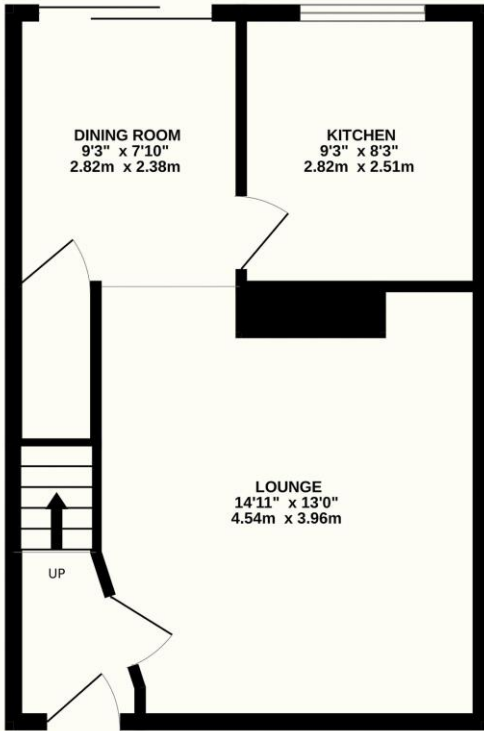 DINING ROOM
9'3" x 7'10"
2.82m x 2.38m
KITCHEN
9'3" x 8'3"
2.82m x 2.51m
LOUNGE
14'11" x 13'0"
4.54m x 3.96m
UP